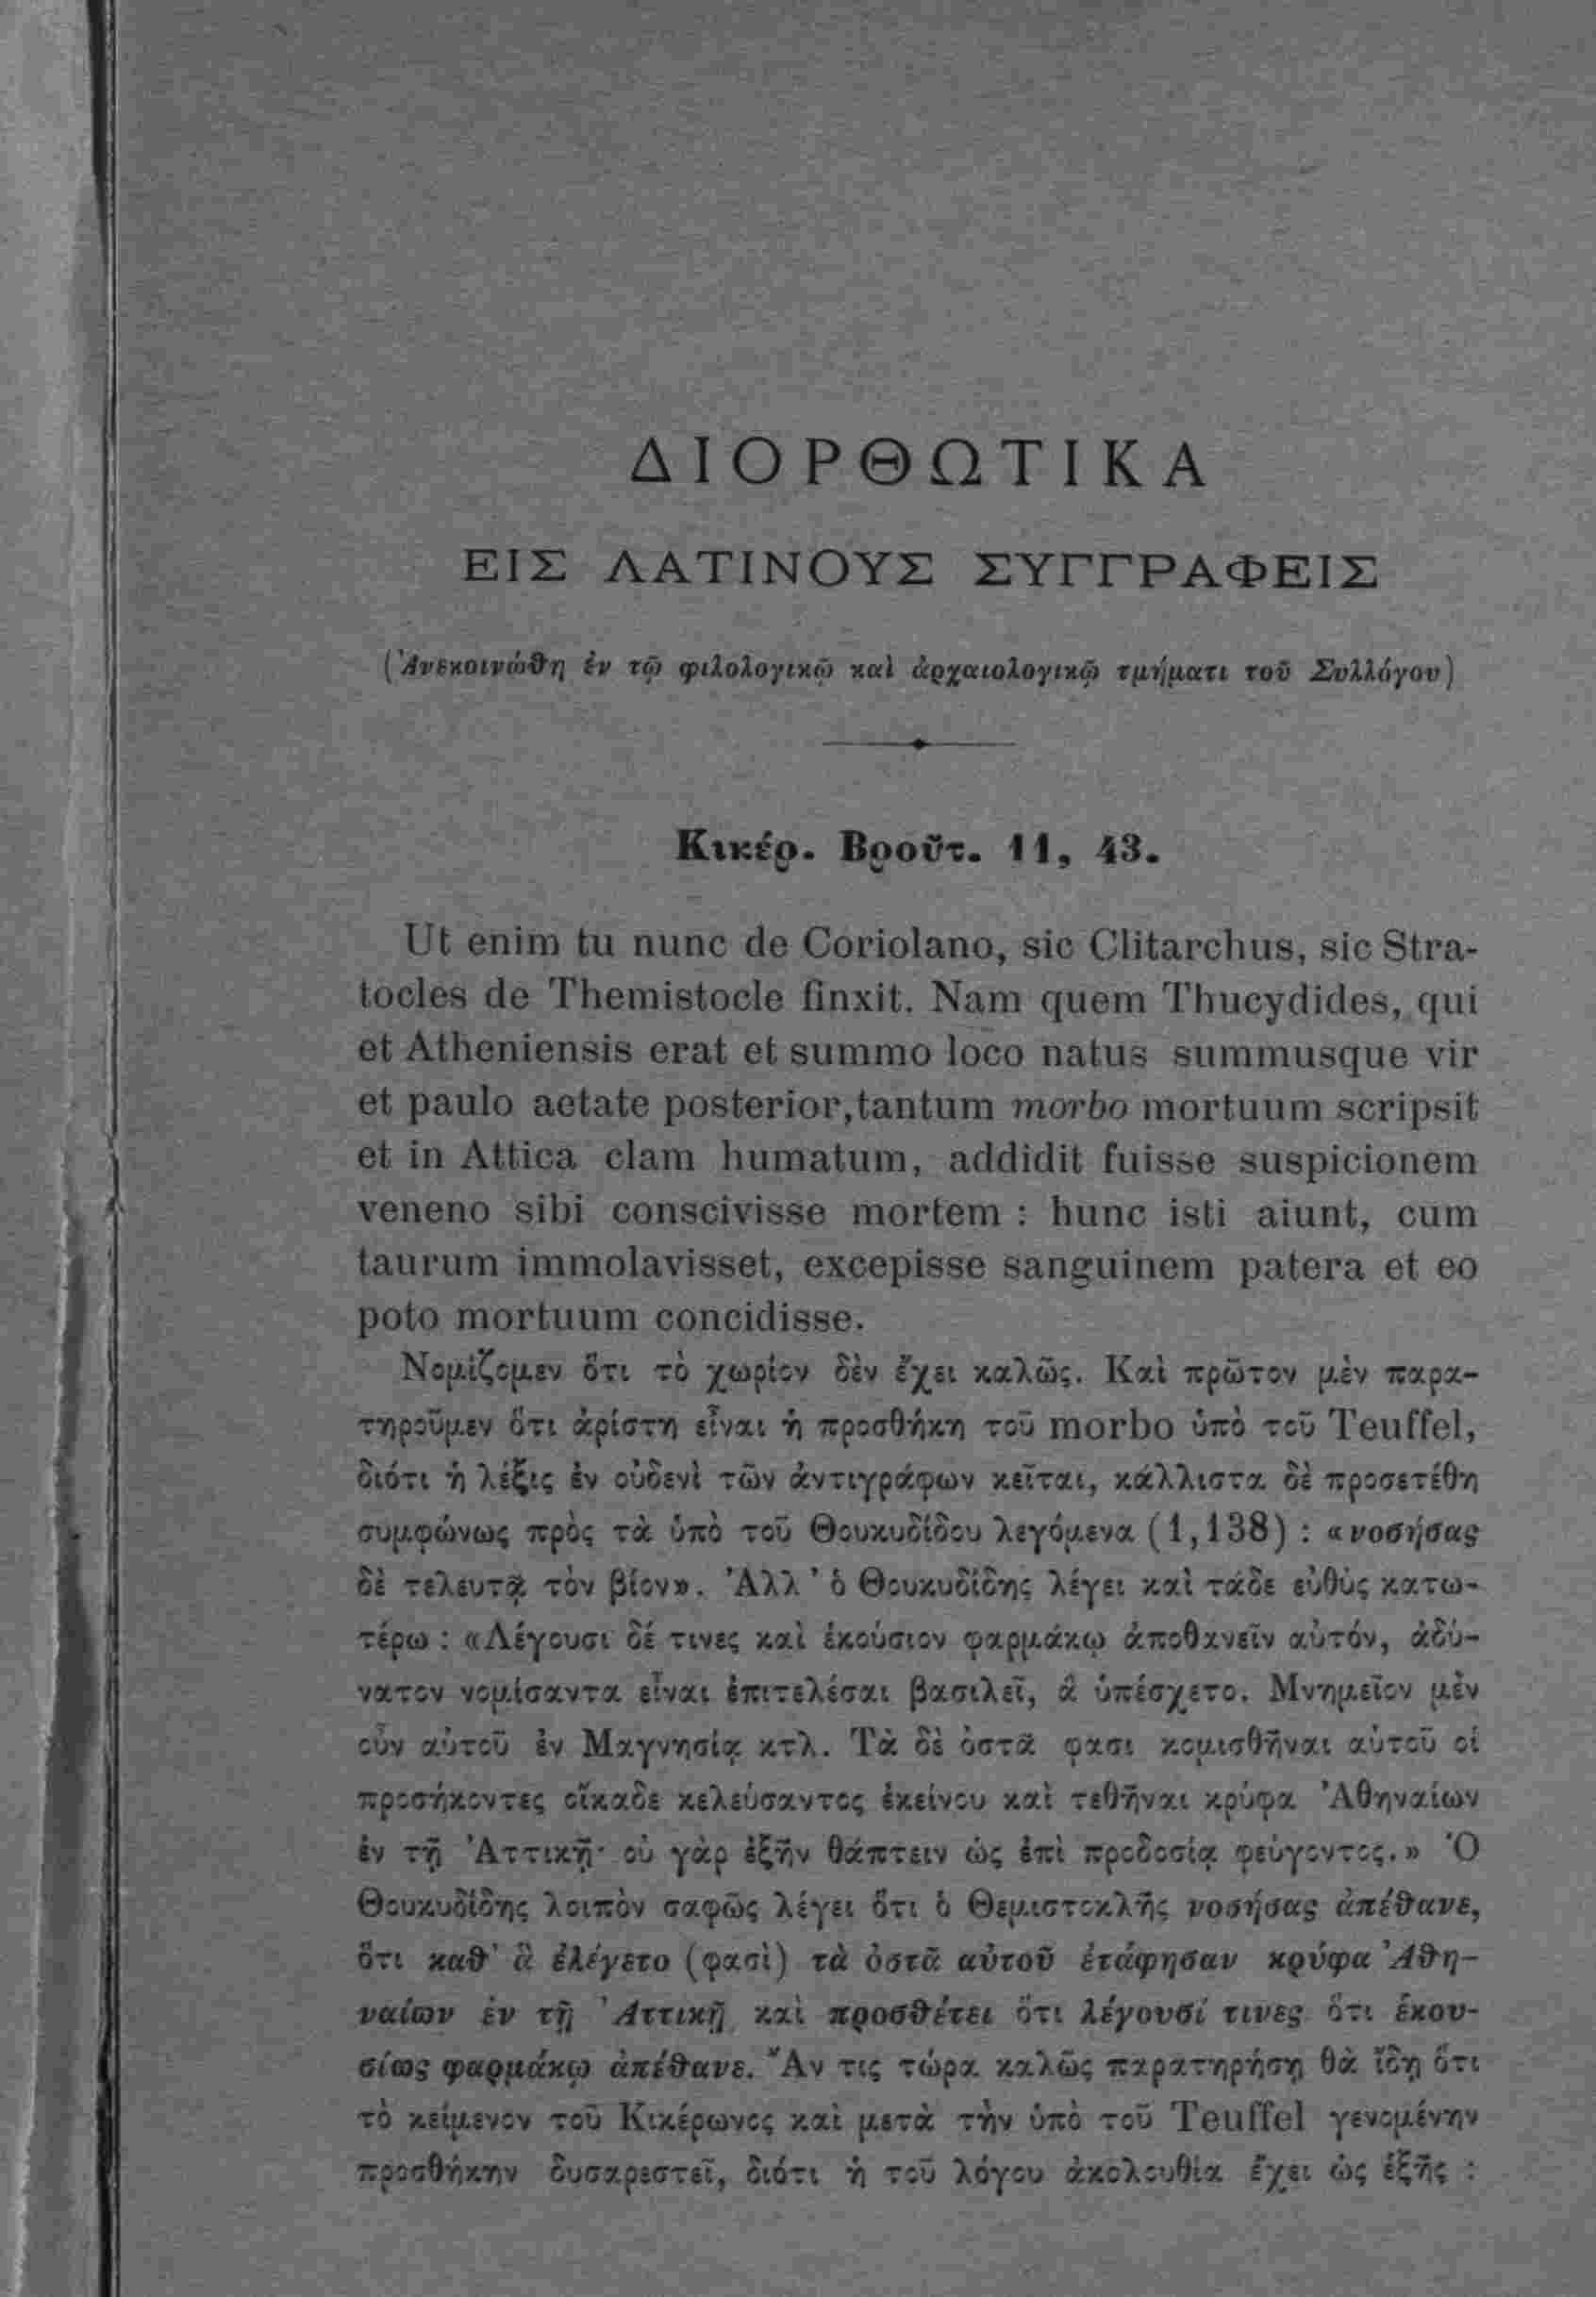 ΔΙΟΡΘΩΤΙΚΑ
ΕΙΣ ΛΑΤΙΝΟΥΣ ΣΥΓΓΡΑΦΕΙΣ
(Ἀνεκοινώθη ἐν τῷ φιλολογικῷ καὶ ἀρχαιολογικῷ τμήματι τοῦ Συλλόγου)
Κικέρ. Βροῦτ. 11, 43.
Ut enim tu nunc de Coriolano, sic Clitarchus, sic Stra-
tocles de Themistocle finxit. Nam quem Thucydides, qui
et Atheniensis erat et summo loco natus summusque vir
et paulo aetate posterior, tantum morbo mortuum scripsit
et in Attica clam humatum, addidit fuisse suspicionem
veneno sibi conscivisse mortem : hunc isti aiunt, cum
taurum immolavisset, excepisse sanguinem patera et eo
poto mortuum concidisse.
Νομίζομεν ὅτι τὸ χωρίον δὲν ἔχει καλῶς. Καὶ πρῶτον μὲν παρα-
τηροῦμεν ὅτι ἀρίστη εἶναι ἡ προσθήκη τοῦ morbo ὑπὸ τοῦ Teuffel,
διότι ἡ λέξις ἐν οὐδενὶ τῶν ἀντιγράφων κεῖται, κάλλιστα δὲ προσετέθη
συμφώνως πρὸς τὰ ὑπὸ τοῦ Θουκυδίδου λεγόμενα (1,138) : «νοσήσας
δὲ τελευτᾷ τὸν βίον». Ἀλλ' ὁ Θουκυδίδης λέγει καὶ τάδε εὐθὺς κατω-
τέρω : «Λέγουσι δέ τινες καὶ ἑκούσιον φαρμάκῳ ἀποθανεῖν αὐτόν, ἀδύ-
νατον νομίσαντα εἶναι ἐπιτελέσαι βασιλεῖ, ἃ ὑπέσχετο. Μνημεῖον μὲν
οὖν αὐτοῦ ἐν Μαγνησίᾳ κτλ. Τὰ δὲ ὀστᾶ φασι κομισθῆναι αὐτοῦ οἱ
προσήκοντες οἴκαδε κελεύσαντος ἐκείνου καὶ τεθῆναι κρύφα Ἀθηναίων
ἐν τῇ Ἀττικῇ· οὐ γὰρ ἐξῆν θάπτειν ὡς ἐπὶ προδοσίᾳ φεύγοντος.» Ὁ
Θουκυδίδης λοιπὸν σαφῶς λέγει ὅτι ὁ Θεμιστοκλῆς νοσήσας ἀπέθανε,
ὅτι καθ' ἃ ἐλέγετο (φασὶ) τὰ ὀστᾶ αὐτοῦ ἐτάφησαν κρύφα Ἀθη-
ναίων ἐν τῇ Ἀττικῇ καὶ προσθέτει ὅτι λέγουσί τινες ὅτι ἑκου-
σίως φαρμάκῳ ἀπέθανε. Ἂν τις τώρα καλῶς παρατηρήσῃ θὰ ἴδῃ ὅτι
τὸ κείμενον τοῦ Κικέρωνος καὶ μετὰ τὴν ὑπὸ τοῦ Teuffel γενομένην
προσθήκην δυσαρεστεῖ, διότι ἡ τοῦ λόγου ἀκολουθία ἔχει ὡς ἑξῆς :